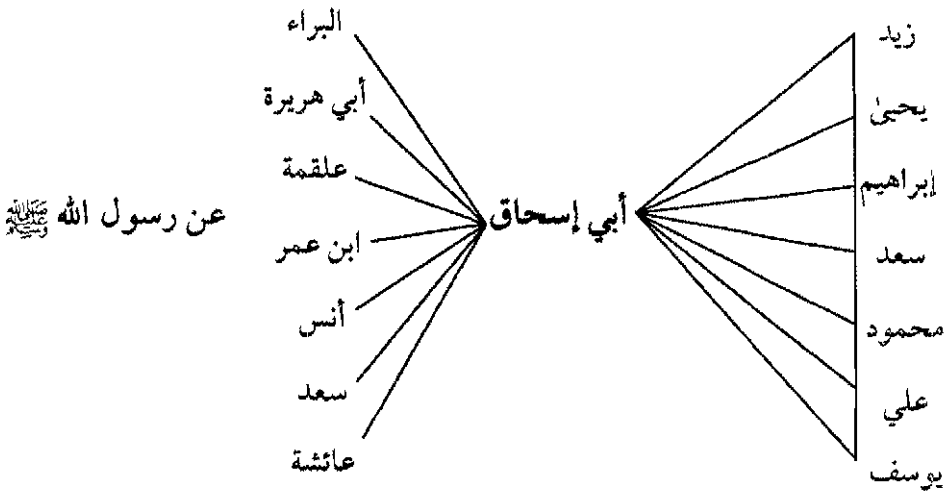 زيد
يحيىٰ
إبراهيم
سعد
محمود
علي
يوسف
أبي إسحاق
البراء
أبي هريرة
علقمة
ابن عمر
أنس
سعد
عائشة
عن رسول الله ﷺ